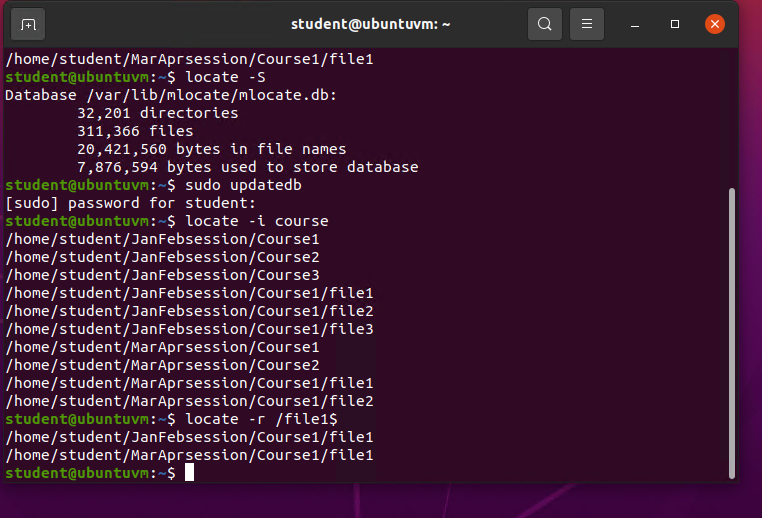 student@ubuntuvm: ~
/home/student/MarAprsession/Course1/file1
student@ubuntuvm:~$ locate -S
Database /var/lib/mlocate/mlocate.db:
        32,201 directories
        311,366 files
        20,421,560 bytes in file names
        7,876,594 bytes used to store database
student@ubuntuvm:~$ sudo updatedb
[sudo] password for student:
student@ubuntuvm:~$ locate -i course
/home/student/JanFebsession/Course1
/home/student/JanFebsession/Course2
/home/student/JanFebsession/Course3
/home/student/JanFebsession/Course1/file1
/home/student/JanFebsession/Course1/file2
/home/student/JanFebsession/Course1/file3
/home/student/MarAprsession/Course1
/home/student/MarAprsession/Course2
/home/student/MarAprsession/Course1/file1
/home/student/MarAprsession/Course1/file2
student@ubuntuvm:~$ locate -r /file1$
/home/student/JanFebsession/Course1/file1
/home/student/MarAprsession/Course1/file1
student@ubuntuvm:~$